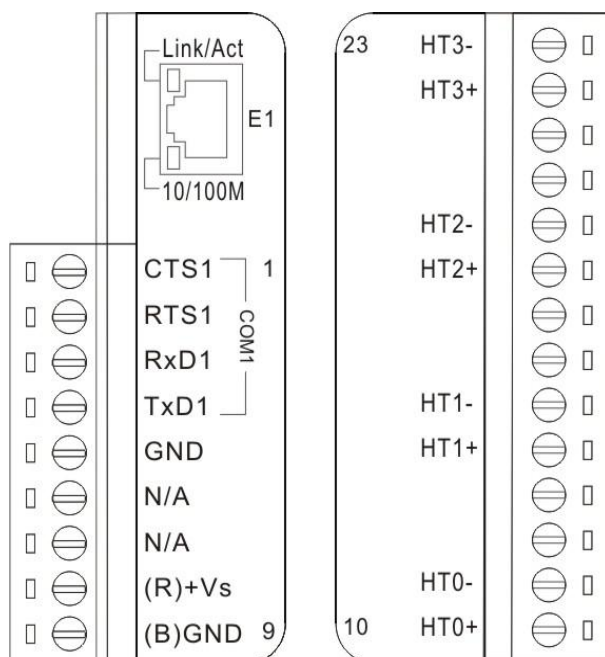 Link/Act
E1
10/100M
CTS1 1
RTS1
RxD1
TxD1
COM1
GND
N/A
N/A
(R)+Vs
(B)GND 9
23 HT3-
HT3+
HT2-
HT2+
HT1-
HT1+
HT0-
10 HT0+